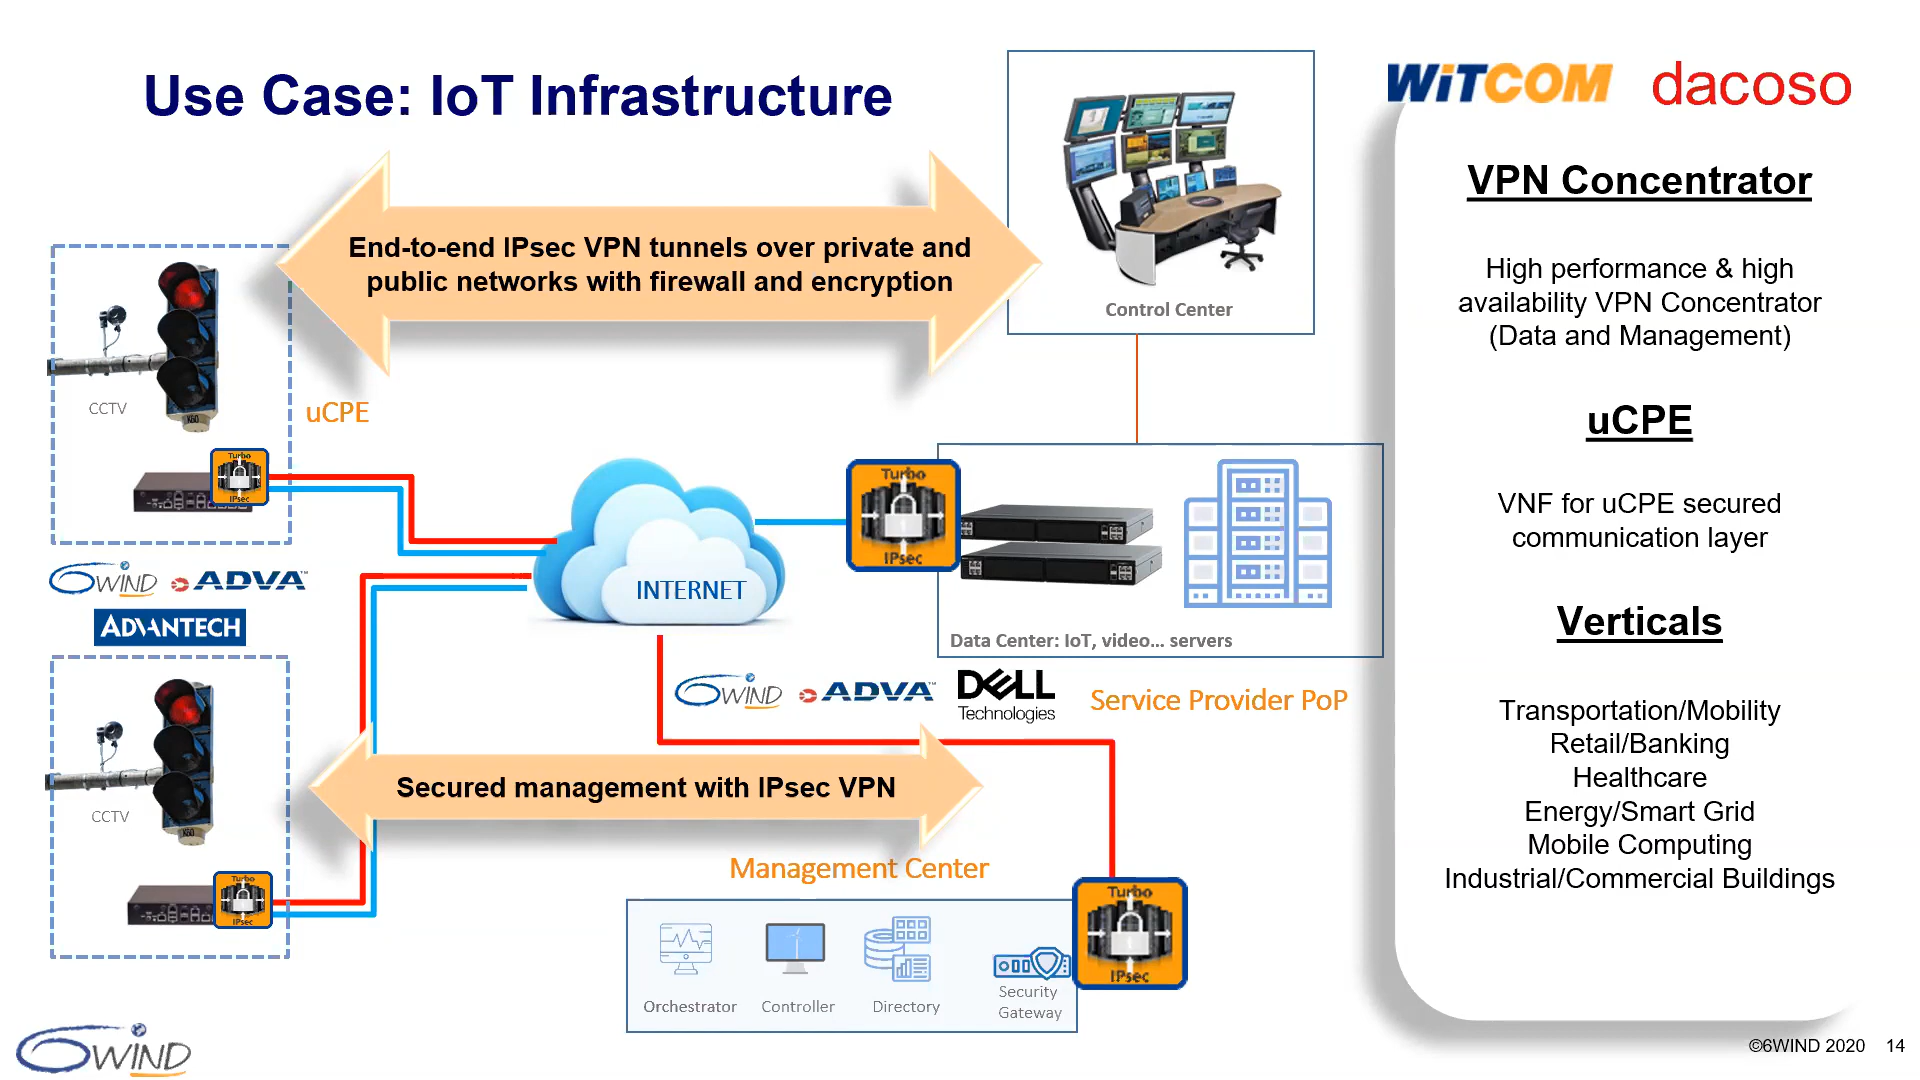 Use Case: IoT Infrastructure
WiTCOM
dacoso
End-to-end IPsec VPN tunnels over private and
public networks with firewall and encryption
Control Center
CCTV
uCPE
Turbo
IPsec
6WIND
ADVA™
ADVANTECH
INTERNET
Turbo
IPsec
Data Center: IoT, video... servers
6WIND
ADVA™
DELL
Technologies
Service Provider PoP
CCTV
Turbo
IPsec
Secured management with IPsec VPN
Management Center
Orchestrator
Controller
Directory
Security
Gateway
Turbo
IPsec
VPN Concentrator
High performance & high
availability VPN Concentrator
(Data and Management)
uCPE
VNF for uCPE secured
communication layer
Verticals
Transportation/Mobility
Retail/Banking
Healthcare
Energy/Smart Grid
Mobile Computing
Industrial/Commercial Buildings
6WIND
©6WIND 2020
14